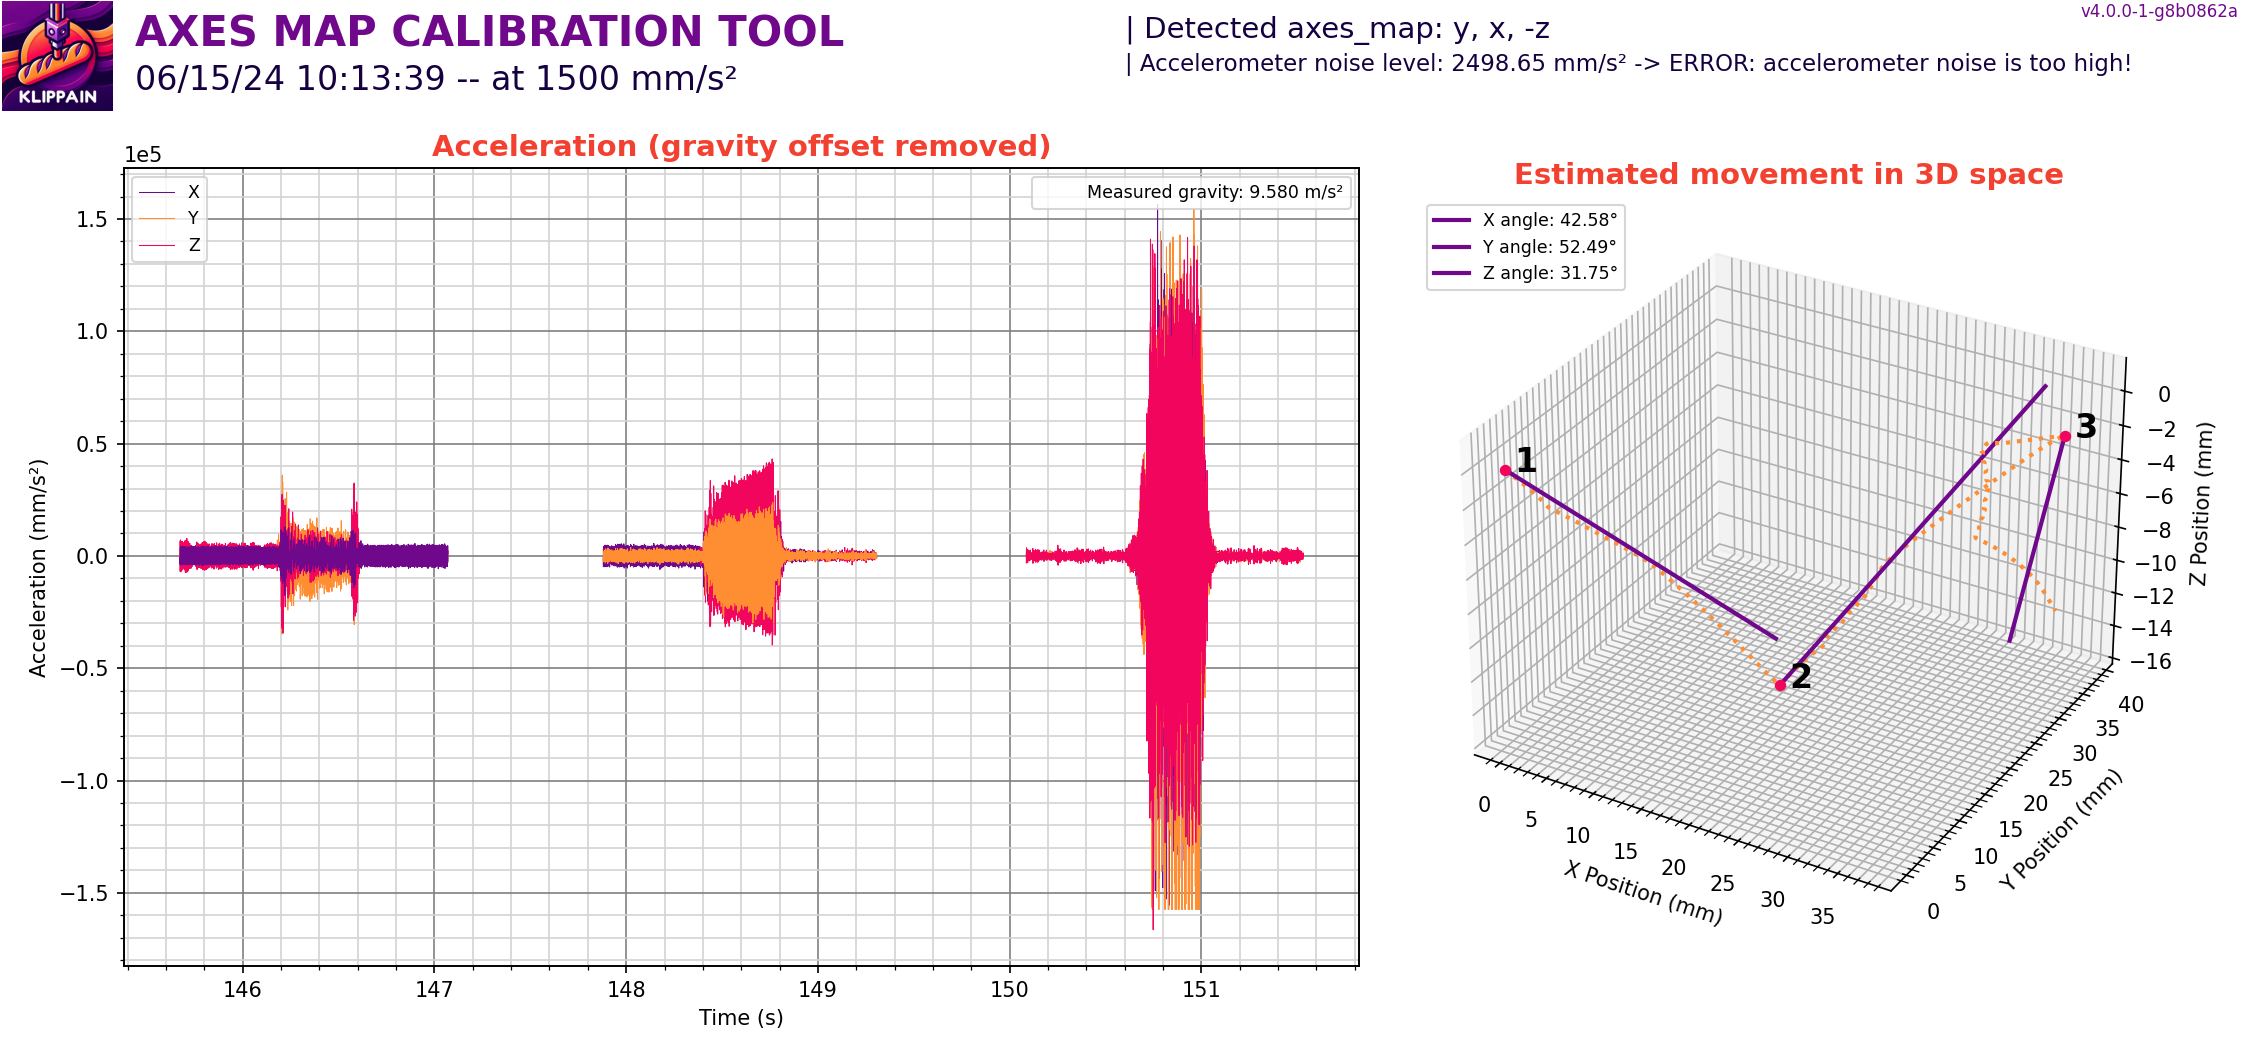 KLIPPAIN
AXES MAP CALIBRATION TOOL
06/15/24 10:13:39 -- at 1500 mm/s²
| Detected axes_map: y, x, -z
| Accelerometer noise level: 2498.65 mm/s² -> ERROR: accelerometer noise is too high!
v4.0.0-1-g8b0862a
Acceleration (gravity offset removed)
1e5
X
Y
Z
Measured gravity: 9.580 m/s²
1.5
1.0
0.5
0.0
−0.5
−1.0
−1.5
Acceleration (mm/s²)
146
147
148
149
150
151
Time (s)
Estimated movement in 3D space
X angle: 42.58°
Y angle: 52.49°
Z angle: 31.75°
1
2
3
0
−2
−4
−6
−8
−10
−12
−14
−16
Z Position (mm)
40
35
30
25
20
15
10
5
0
Y Position (mm)
0
5
10
15
20
25
30
35
X Position (mm)